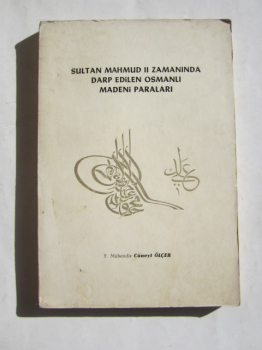 SULTAN MAHMUD II ZAMANINDA
DARP EDİLEN OSMANLI
MADENİ PARALARI
Y. Mühendis Cüneyt ÖLÇER